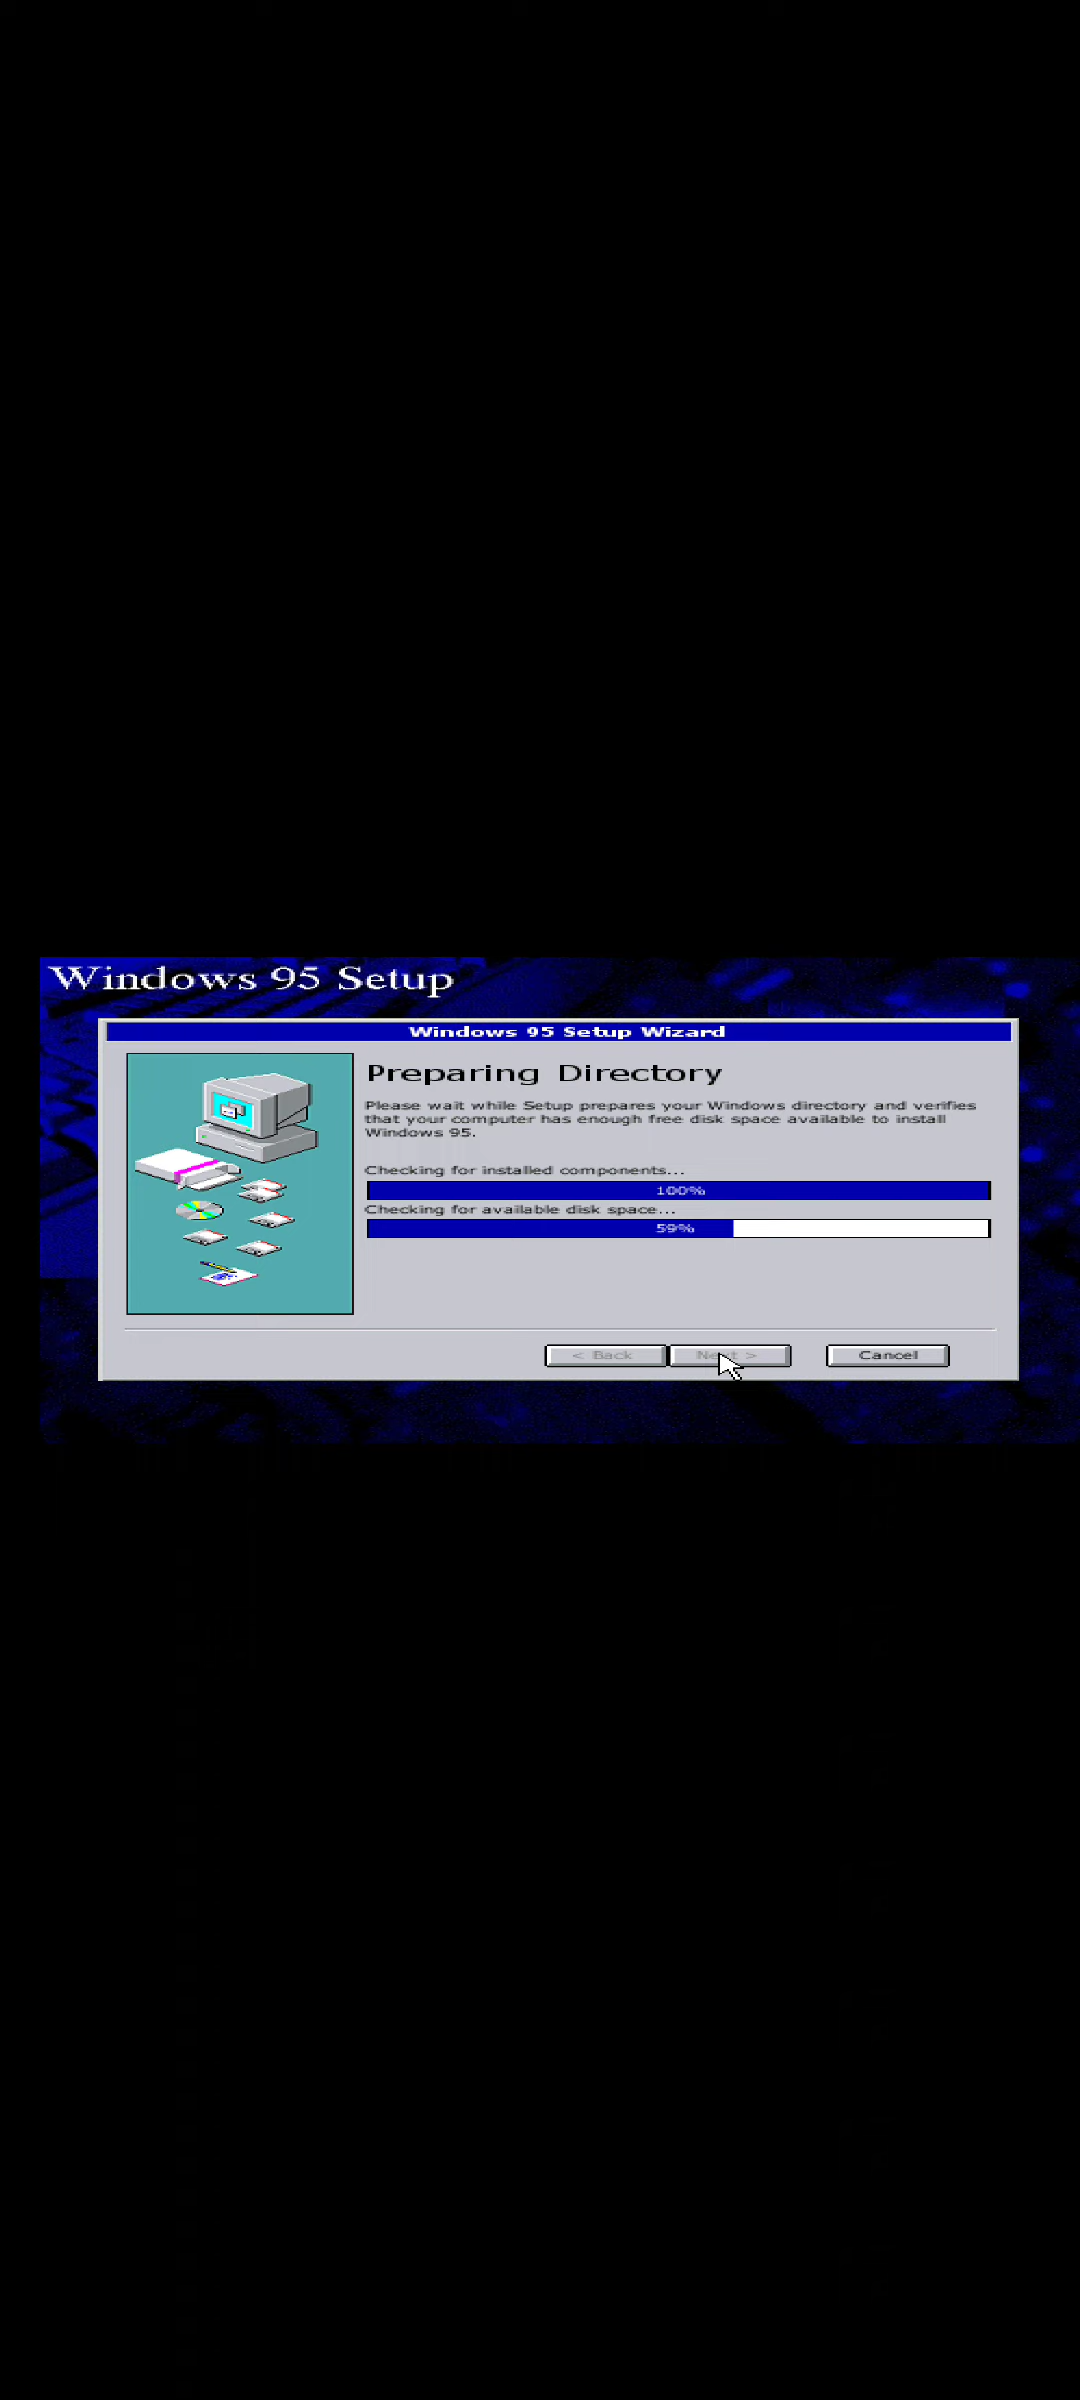 Windows 95 Setup
Windows 95 Setup Wizard
Preparing Directory
Please wait while Setup prepares your Windows directory and verifies
that your computer has enough free disk space available to install
Windows 95.
Checking for installed components...
100%
Checking for available disk space...
59%
< Back
Next >
Cancel